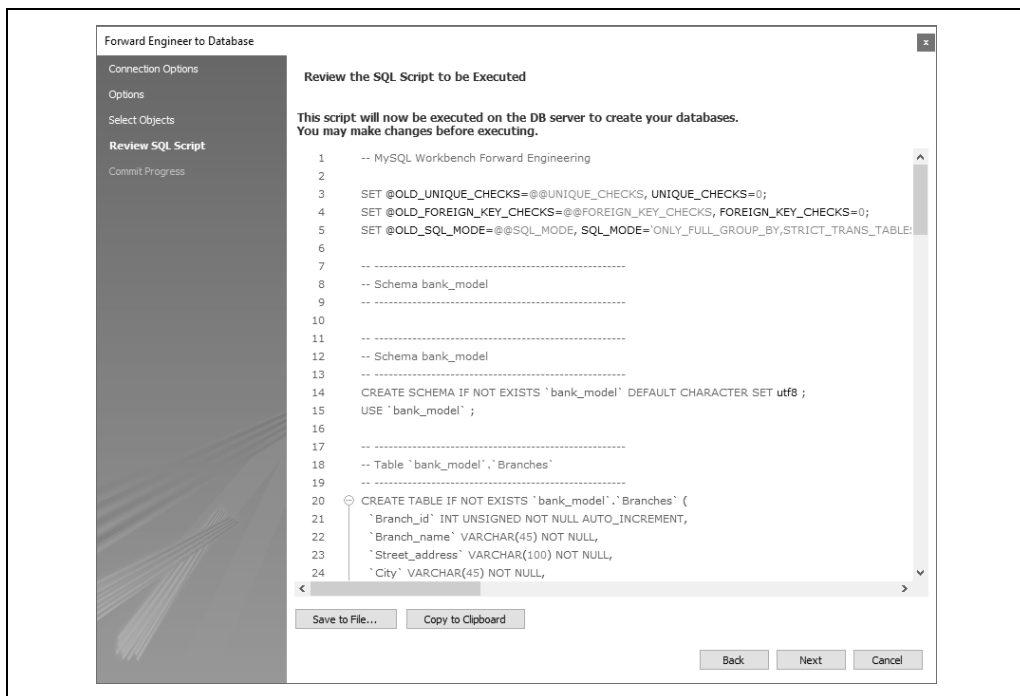 Forward Engineer to Database
x
Connection Options
Options
Select Objects
Review SQL Script
Commit Progress
Review the SQL Script to be Executed
This script will now be executed on the DB server to create your databases.
You may make changes before executing.
1 -- MySQL Workbench Forward Engineering
2
3 SET @OLD_UNIQUE_CHECKS=@@UNIQUE_CHECKS, UNIQUE_CHECKS=0;
4 SET @OLD_FOREIGN_KEY_CHECKS=@@FOREIGN_KEY_CHECKS, FOREIGN_KEY_CHECKS=0;
5 SET @OLD_SQL_MODE=@@SQL_MODE, SQL_MODE='ONLY_FULL_GROUP_BY,STRICT_TRANS_TABLES
6
7 -- -----------------------------------------------------
8 -- Schema bank_model
9 -- -----------------------------------------------------
10
11 -- -----------------------------------------------------
12 -- Schema bank_model
13 -- -----------------------------------------------------
14 CREATE SCHEMA IF NOT EXISTS `bank_model` DEFAULT CHARACTER SET utf8 ;
15 USE `bank_model` ;
16
17 -- -----------------------------------------------------
18 -- Table `bank_model`.`Branches`
19 -- -----------------------------------------------------
20 CREATE TABLE IF NOT EXISTS `bank_model`.`Branches` (
21 `Branch_id` INT UNSIGNED NOT NULL AUTO_INCREMENT,
22 `Branch_name` VARCHAR(45) NOT NULL,
23 `Street_address` VARCHAR(100) NOT NULL,
24 `City` VARCHAR(45) NOT NULL,
Save to File... Copy to Clipboard
Back Next Cancel